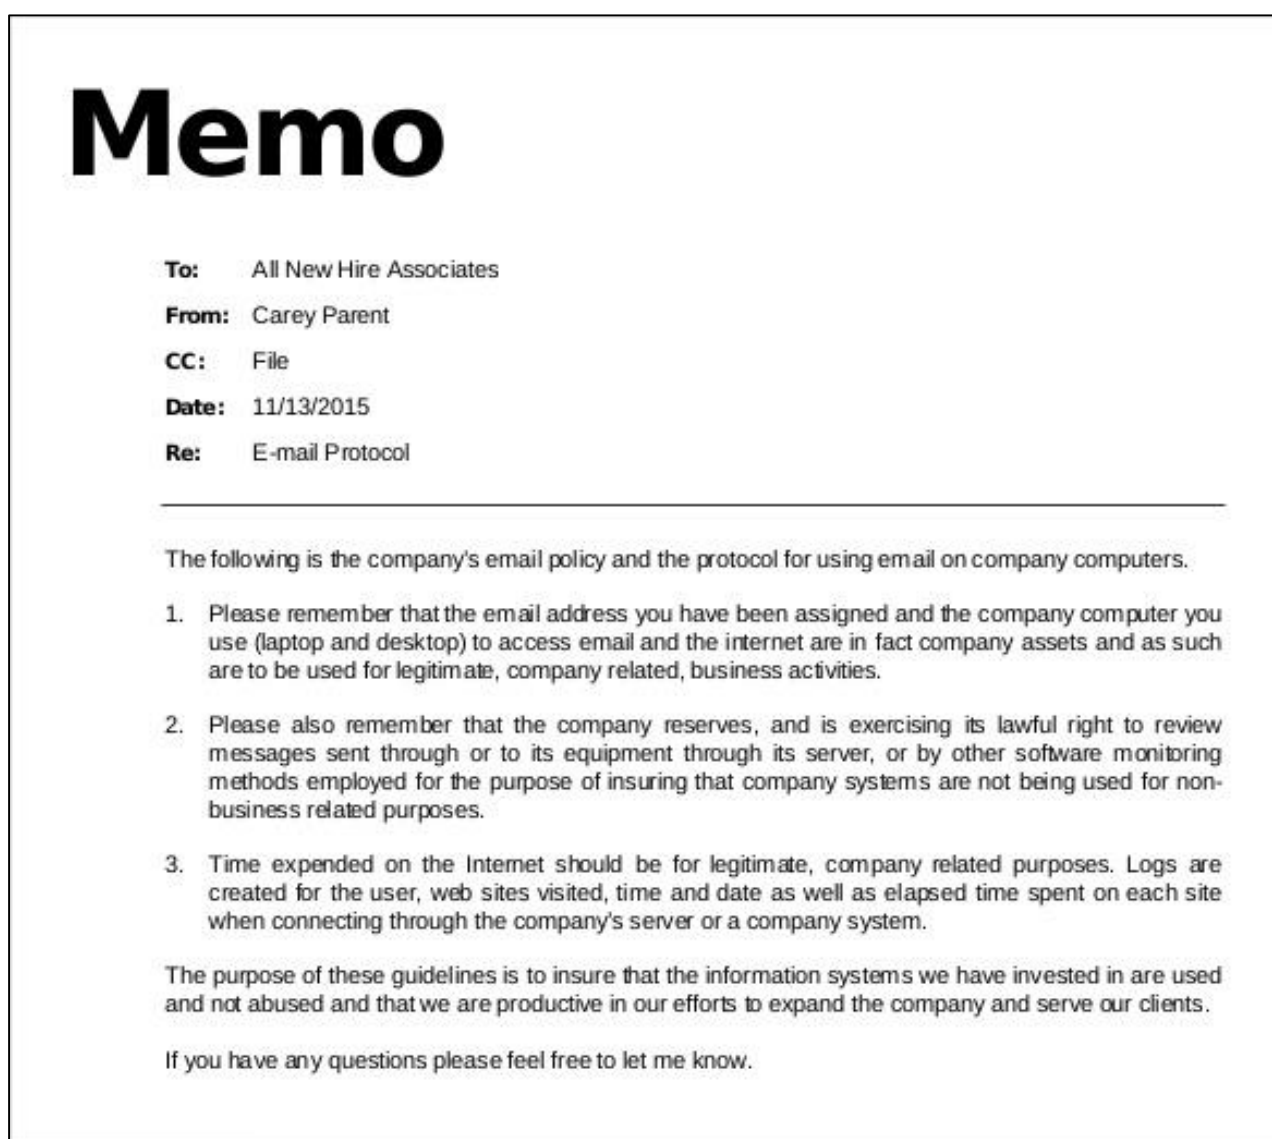 Memo
To: All New Hire Associates
From: Carey Parent
CC: File
Date: 11/13/2015
Re: E-mail Protocol
The following is the company's email policy and the protocol for using email on company computers.
1. Please remember that the email address you have been assigned and the company computer you
use (laptop and desktop) to access email and the internet are in fact company assets and as such
are to be used for legitimate, company related, business activities.
2. Please also remember that the company reserves, and is exercising its lawful right to review
messages sent through or to its equipment through its server, or by other software monitoring
methods employed for the purpose of insuring that company systems are not being used for non-
business related purposes.
3. Time expended on the Internet should be for legitimate, company related purposes. Logs are
created for the user, web sites visited, time and date as well as elapsed time spent on each site
when connecting through the company's server or a company system.
The purpose of these guidelines is to insure that the information systems we have invested in are used
and not abused and that we are productive in our efforts to expand the company and serve our clients.
If you have any questions please feel free to let me know.